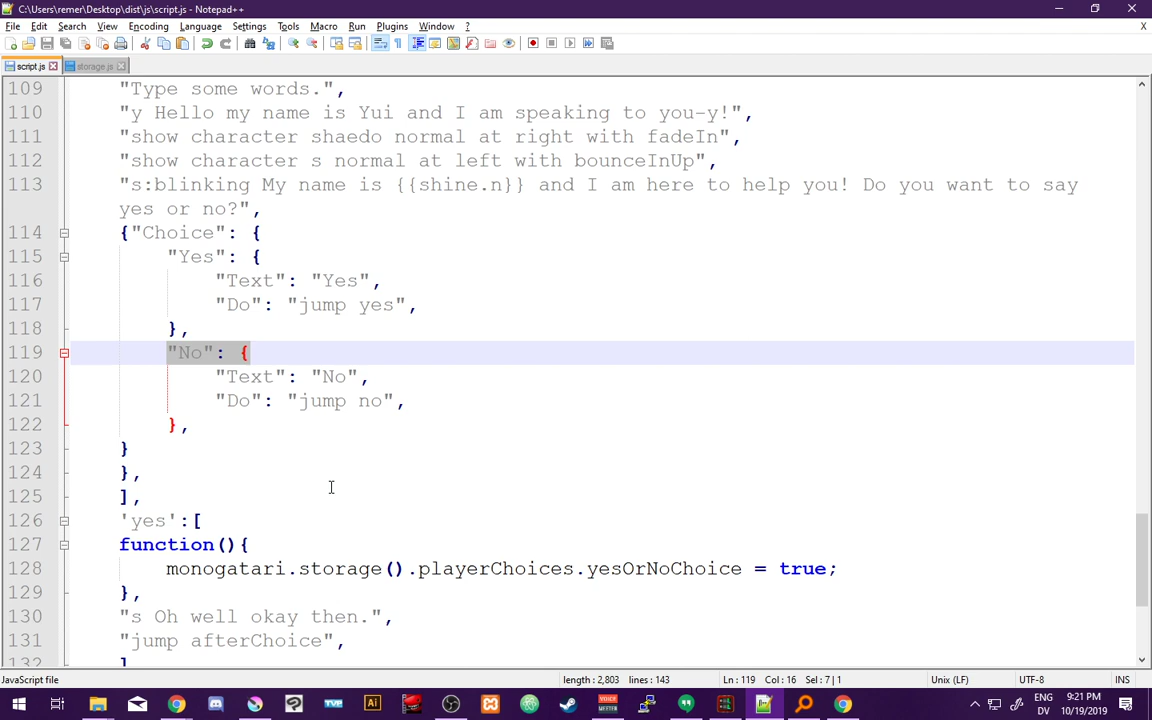 C:\Users\remer\Desktop\dist\js\script.js - Notepad++
File Edit Search View Encoding Language Settings Tools Macro Run Plugins Window ? X
script.js storage.js
109 "Type some words.",
110 "y Hello my name is Yui and I am speaking to you~y!",
111 "show character shaedo normal at right with fadeIn",
112 "show character s normal at left with bounceInUp",
113 "s:blinking My name is {{shine.n}} and I am here to help you! Do you want to say
yes or no?",
114 {"Choice": {
115 "Yes": {
116 "Text": "Yes",
117 "Do": "jump yes",
118 },
119 "No": {
120 "Text": "No",
121 "Do": "jump no",
122 },
123 }
124 },
125 ],
126 'yes':[
127 function(){
128 monogatari.storage().playerChoices.yesOrNoChoice = true;
129 },
130 "s Oh well okay then.",
131 "jump afterChoice",
132 ]
JavaScript file length : 2,803 lines : 143 Ln : 119 Col : 16 Sel : 7 | 1 Unix (LF) UTF-8 INS
ENG 9:21 PM
DV 10/19/2019